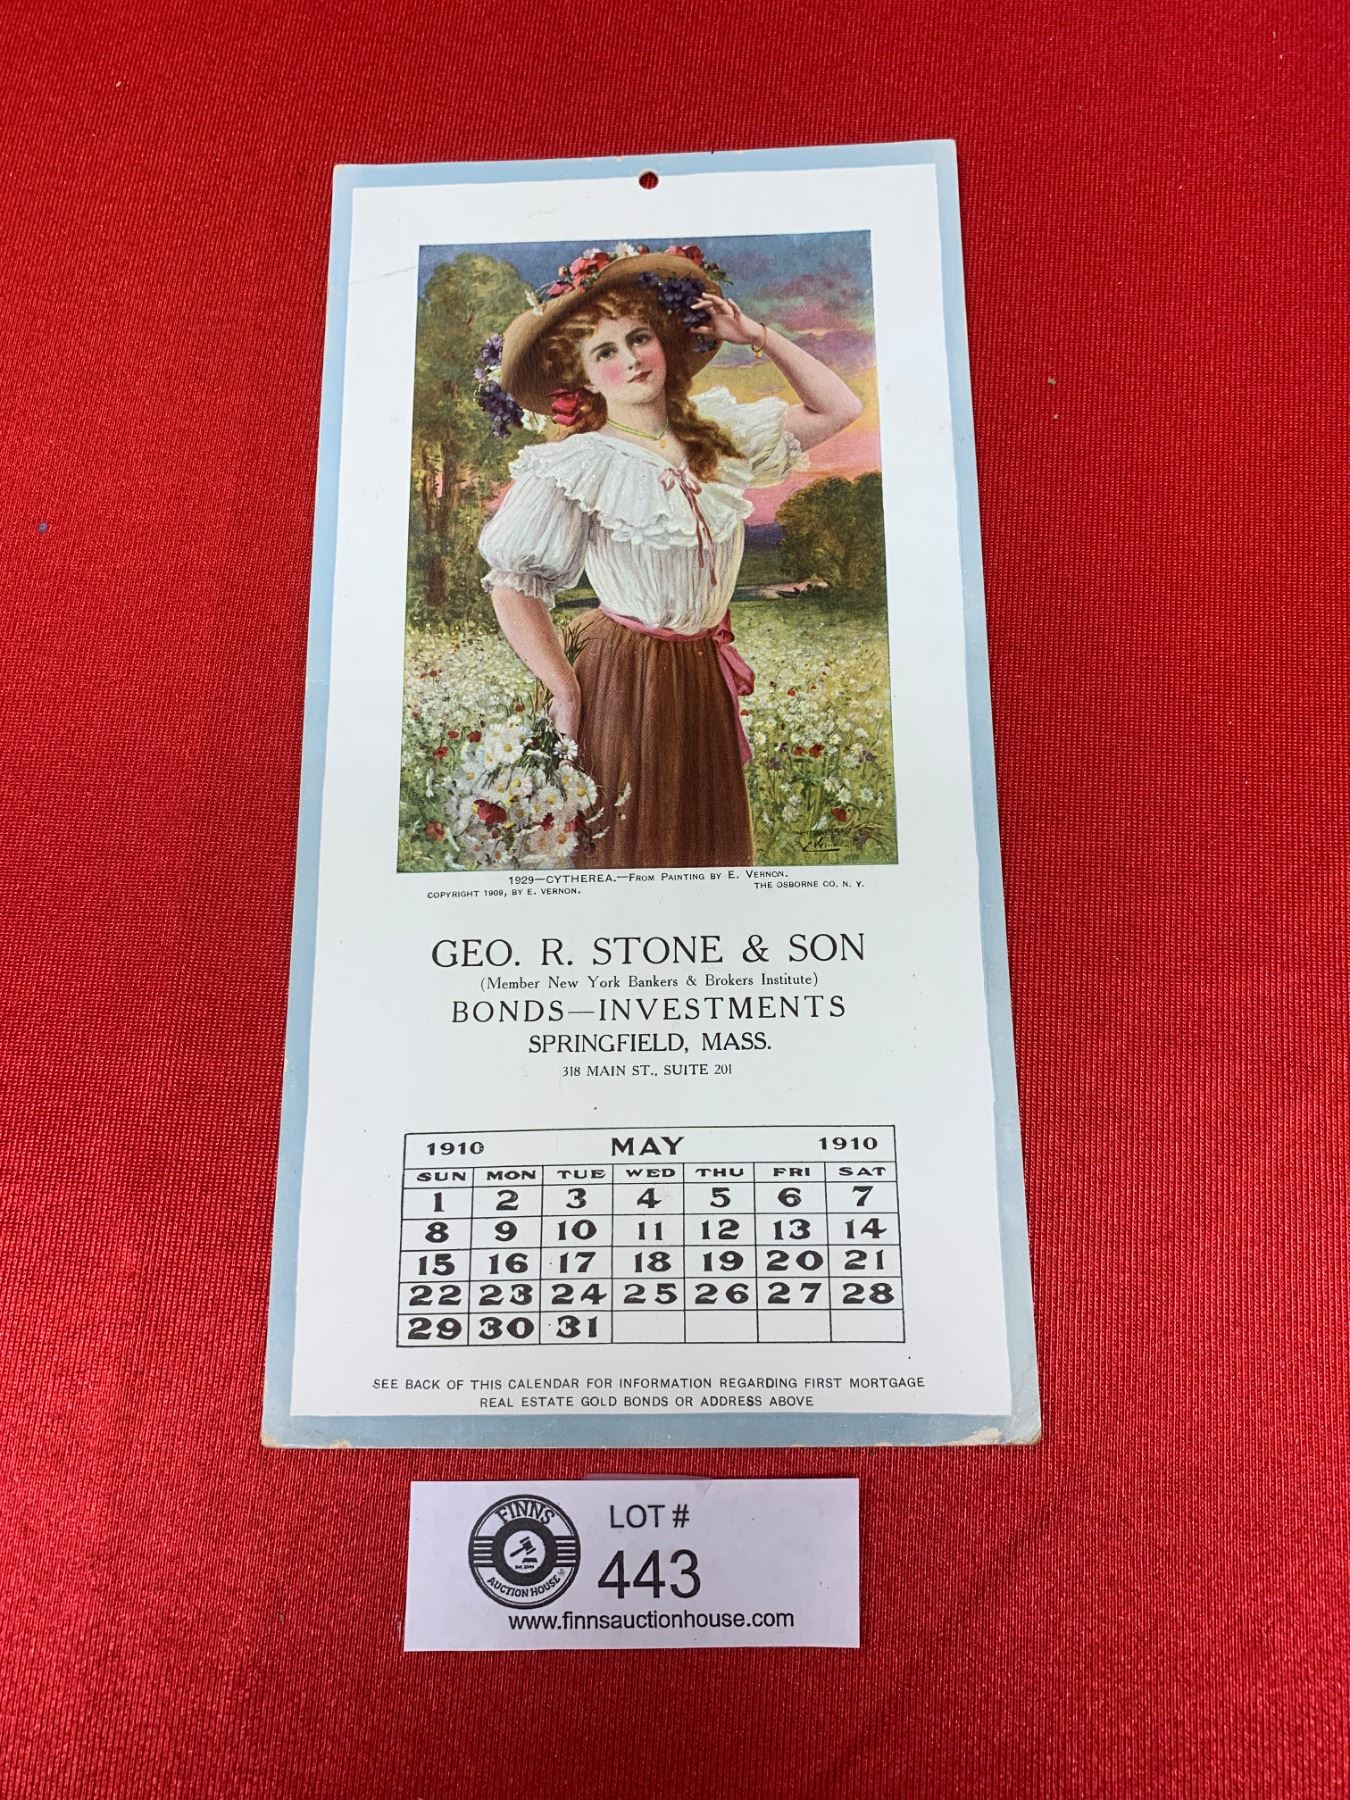 E. Vernon
1929—CYTHEREA.—FROM PAINTING BY E. VERNON.
COPYRIGHT 1909, BY E. VERNON. THE OSBORNE CO. N. Y.
GEO. R. STONE & SON
(Member New York Bankers & Brokers Institute)
BONDS—INVESTMENTS
SPRINGFIELD, MASS.
318 MAIN ST., SUITE 201
1910 MAY 1910
SUN MON TUE WED THU FRI SAT
1 2 3 4 5 6 7
8 9 10 11 12 13 14
15 16 17 18 19 20 21
22 23 24 25 26 27 28
29 30 31
SEE BACK OF THIS CALENDAR FOR INFORMATION REGARDING FIRST MORTGAGE
REAL ESTATE GOLD BONDS OR ADDRESS ABOVE
FINNS
AUCTION HOUSE
LOT #
443
www.finnsauctionhouse.com